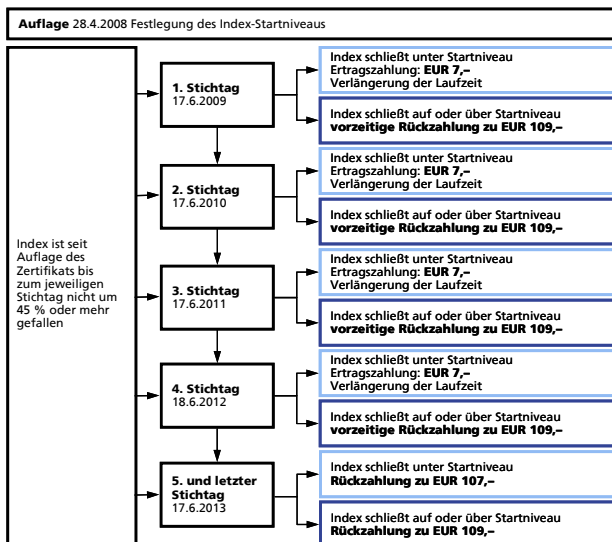 Auflage 28.4.2008 Festlegung des Index-Startniveaus
Index ist seit
Auflage des
Zertifikats bis
zum jeweiligen
Stichtag nicht um
45 % oder mehr
gefallen
1. Stichtag
17.6.2009
Index schließt unter Startniveau
Ertragszahlung: EUR 7,–
Verlängerung der Laufzeit
Index schließt auf oder über Startniveau
vorzeitige Rückzahlung zu EUR 109,–
2. Stichtag
17.6.2010
Index schließt unter Startniveau
Ertragszahlung: EUR 7,–
Verlängerung der Laufzeit
Index schließt auf oder über Startniveau
vorzeitige Rückzahlung zu EUR 109,–
3. Stichtag
17.6.2011
Index schließt unter Startniveau
Ertragszahlung: EUR 7,–
Verlängerung der Laufzeit
Index schließt auf oder über Startniveau
vorzeitige Rückzahlung zu EUR 109,–
4. Stichtag
18.6.2012
Index schließt unter Startniveau
Ertragszahlung: EUR 7,–
Verlängerung der Laufzeit
Index schließt auf oder über Startniveau
vorzeitige Rückzahlung zu EUR 109,–
5. und letzter
Stichtag
17.6.2013
Index schließt unter Startniveau
Rückzahlung zu EUR 107,–
Index schließt auf oder über Startniveau
Rückzahlung zu EUR 109,–